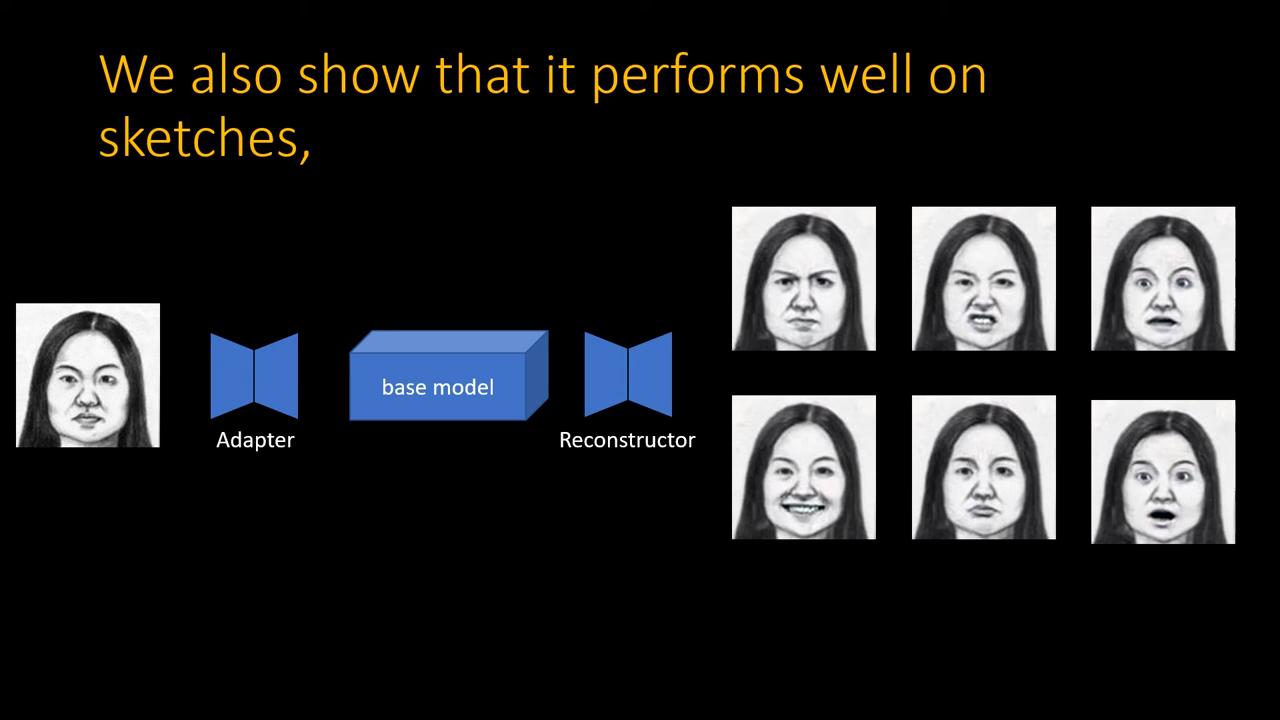 We also show that it performs well on
sketches,
base model
Adapter
Reconstructor